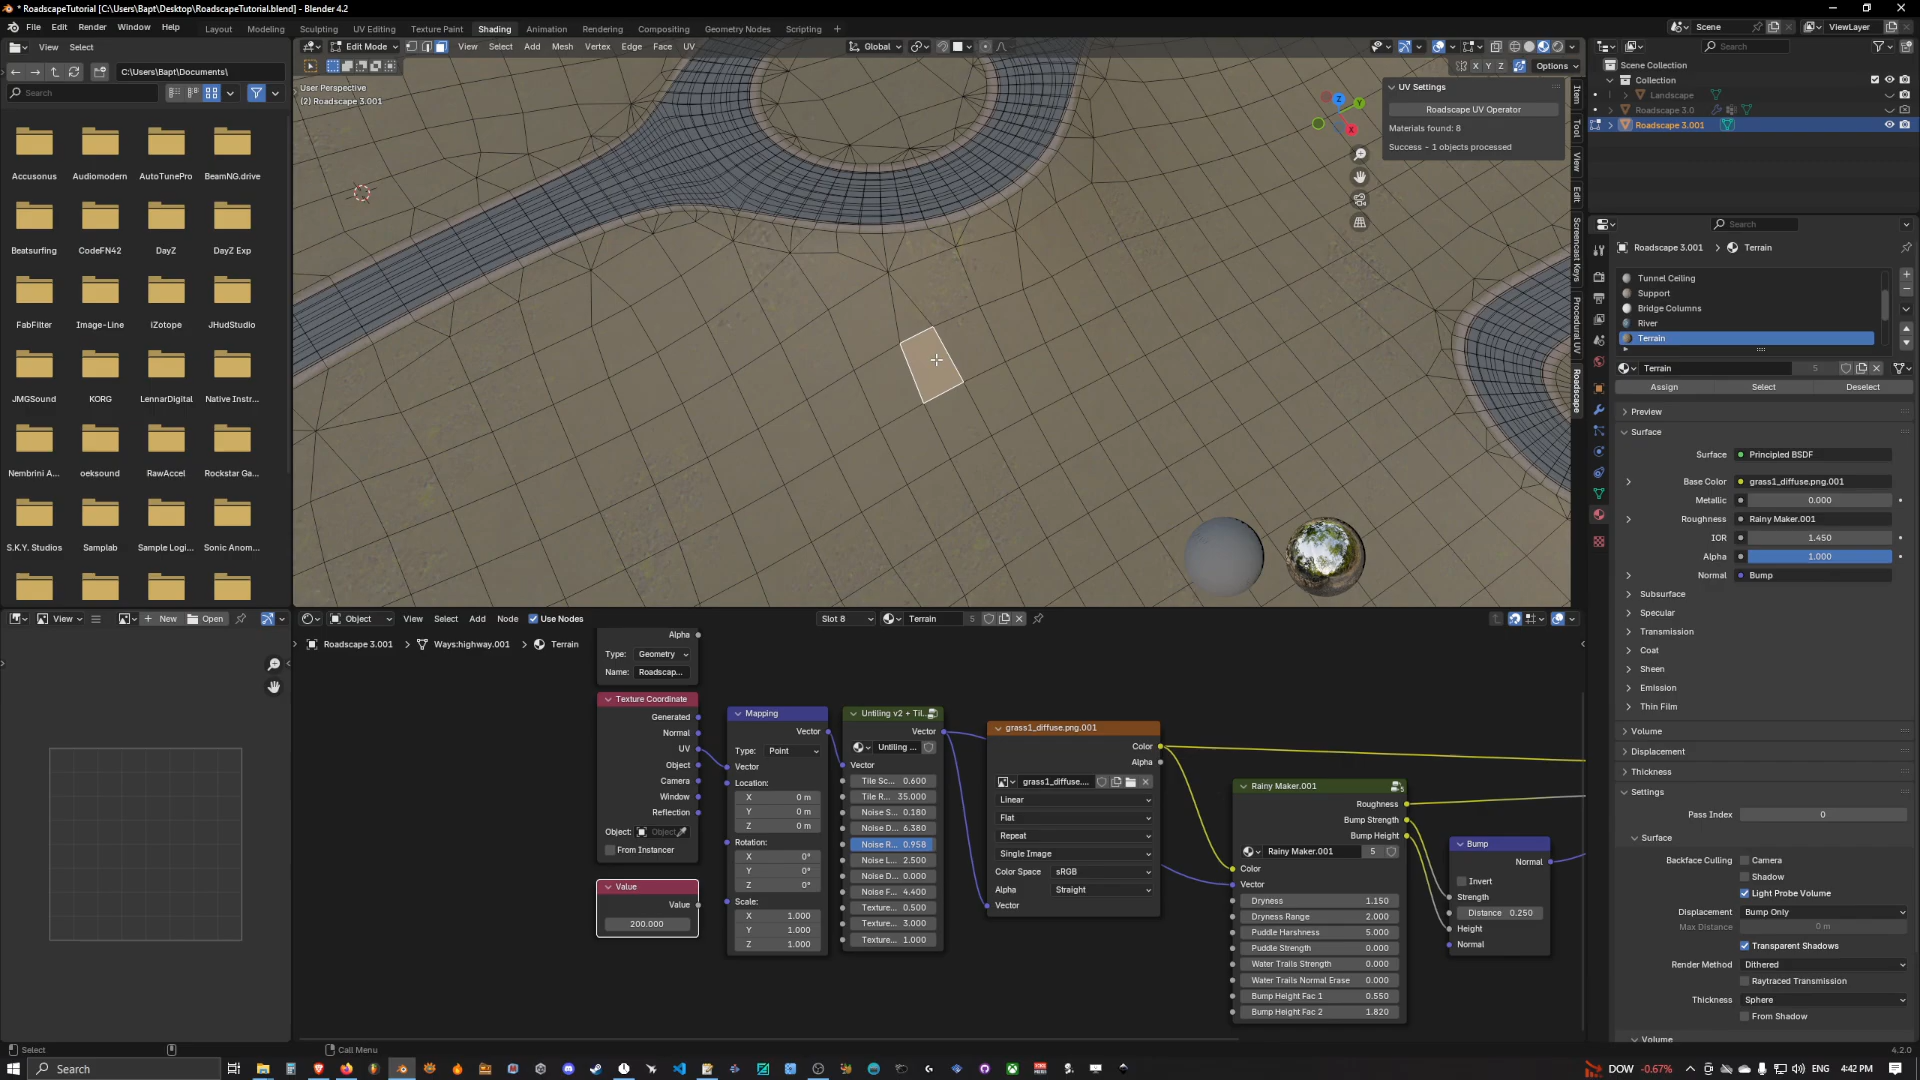 * RoadscapeTutorial [C:\Users\Bapt\Desktop\RoadscapeTutorial.blend] - Blender 4.2
File Edit Render Window Help
Layout Modeling Sculpting UV Editing Texture Paint Shading Animation Rendering Compositing Geometry Nodes Scripting +
Scene ViewLayer
View Select
Edit Mode View Select Add Mesh Vertex Edge Face UV
Global
Search
C:\Users\Bapt\Documents\
X Y Z Options
Search
User Perspective
(2) Roadscape 3.001
UV Settings
Roadscape UV Operator
Materials found: 8
Success - 1 objects processed
Item
Tool
View
Edit
Screencast Keys
Procedural UV
Roadscape
Z
Y
X
Accusonus Audiomodern AutoTunePro BeamNG.drive
Beatsurfing CodeFN42 DayZ DayZ Exp
FabFilter Image-Line iZotope JHudStudio
JMGSound KORG LennarDigital Native Instr...
Nembrini A... oeksound RawAccel Rockstar Ga...
S.K.Y. Studios Samplab Sample Logi... Sonic Anom...
Scene Collection
Collection
Landscape
Roadscape 3.0
Roadscape 3.001
Search
Roadscape 3.001 > Terrain
Tunnel Ceiling
Support
Bridge Columns
River
Terrain
Terrain 5
Assign Select Deselect
Preview
Surface
Surface Principled BSDF
Base Color grass1_diffuse.png.001
Metallic 0.000
Roughness Rainy Maker.001
IOR 1.450
Alpha 1.000
Normal Bump
Subsurface
Specular
Transmission
Coat
Sheen
Emission
Thin Film
Volume
Displacement
Thickness
Settings
Pass Index 0
Surface
Backface Culling Camera
Shadow
Light Probe Volume
Displacement Bump Only
Max Distance 0 m
Transparent Shadows
Render Method Dithered
Raytraced Transmission
Thickness Sphere
From Shadow
Volume
View + New Open
Object View Select Add Node Use Nodes
Slot 8 Terrain 5
Roadscape 3.001 > Ways:highway.001 > Terrain
Alpha
Type: Geometry
Name: Roadscap...
Texture Coordinate
Generated
Normal
UV
Object
Camera
Window
Reflection
Object: Object
From Instancer
Value
Value
200.000
Mapping
Vector
Type: Point
Vector
Location:
X 0 m
Y 0 m
Z 0 m
Rotation:
X 0°
Y 0°
Z 0°
Scale:
X 1.000
Y 1.000
Z 1.000
Untiling v2 + Til...
Vector
Untiling ...
Vector
Tile Sc... 0.600
Tile R... 35.000
Noise S... 0.180
Noise D... 6.380
Noise R... 0.958
Noise L... 2.500
Noise D... 0.000
Noise F... 4.400
Texture... 0.500
Texture... 3.000
Texture... 1.000
grass1_diffuse.png.001
Color
Alpha
grass1_diffuse....
Linear
Flat
Repeat
Single Image
Color Space sRGB
Alpha Straight
Vector
Rainy Maker.001
Roughness
Bump Strength
Bump Height
Rainy Maker.001 5
Color
Vector
Dryness 1.150
Dryness Range 2.000
Puddle Harshness 5.000
Puddle Strength 0.000
Water Trails Strength 0.000
Water Trails Normal Erase 0.000
Bump Height Fac 1 0.550
Bump Height Fac 2 1.820
Bump
Normal
Invert
Strength
Distance 0.250
Height
Normal
Select Call Menu 4.2.0
Search DOW -0.67% ENG 4:42 PM